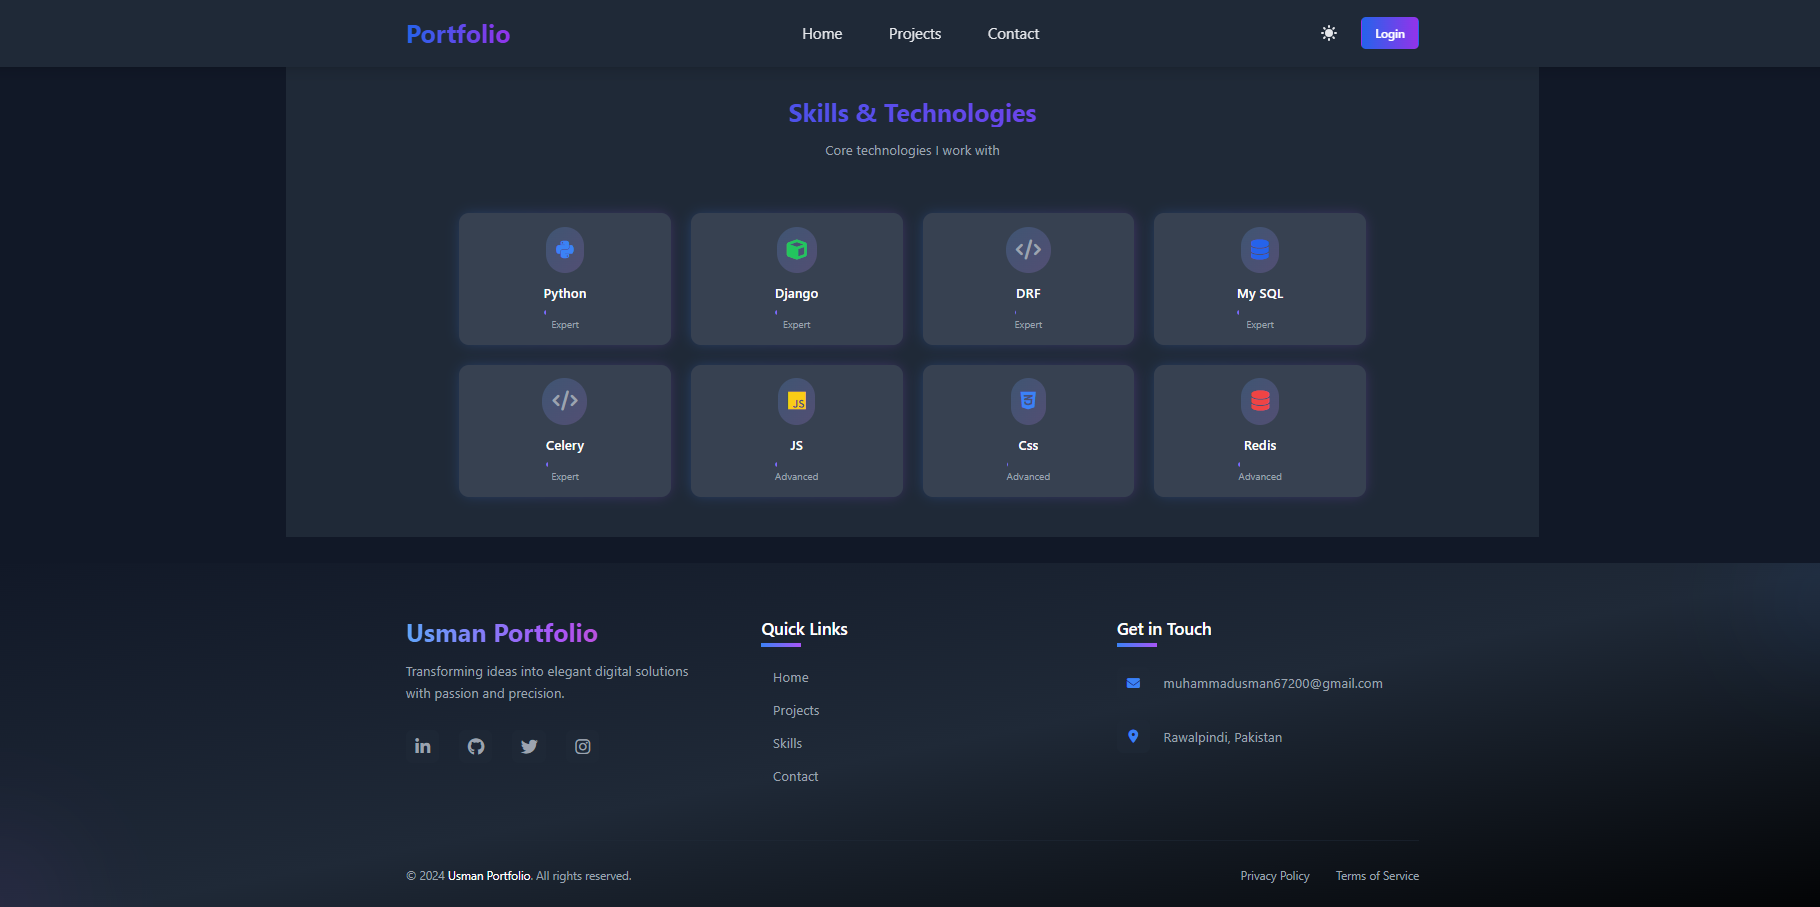 Portfolio
Home Projects Contact
Login
Skills & Technologies
Core technologies I work with
Python Django DRF My SQL
Expert Expert Expert Expert
JS
Celery JS Css Redis
Expert Advanced Advanced Advanced
Usman Portfolio
Transforming ideas into elegant digital solutions
with passion and precision.
in
Quick Links
Home
Projects
Skills
Contact
Get in Touch
muhammadusman67200@gmail.com
Rawalpindi, Pakistan
© 2024 Usman Portfolio. All rights reserved.
Privacy Policy Terms of Service